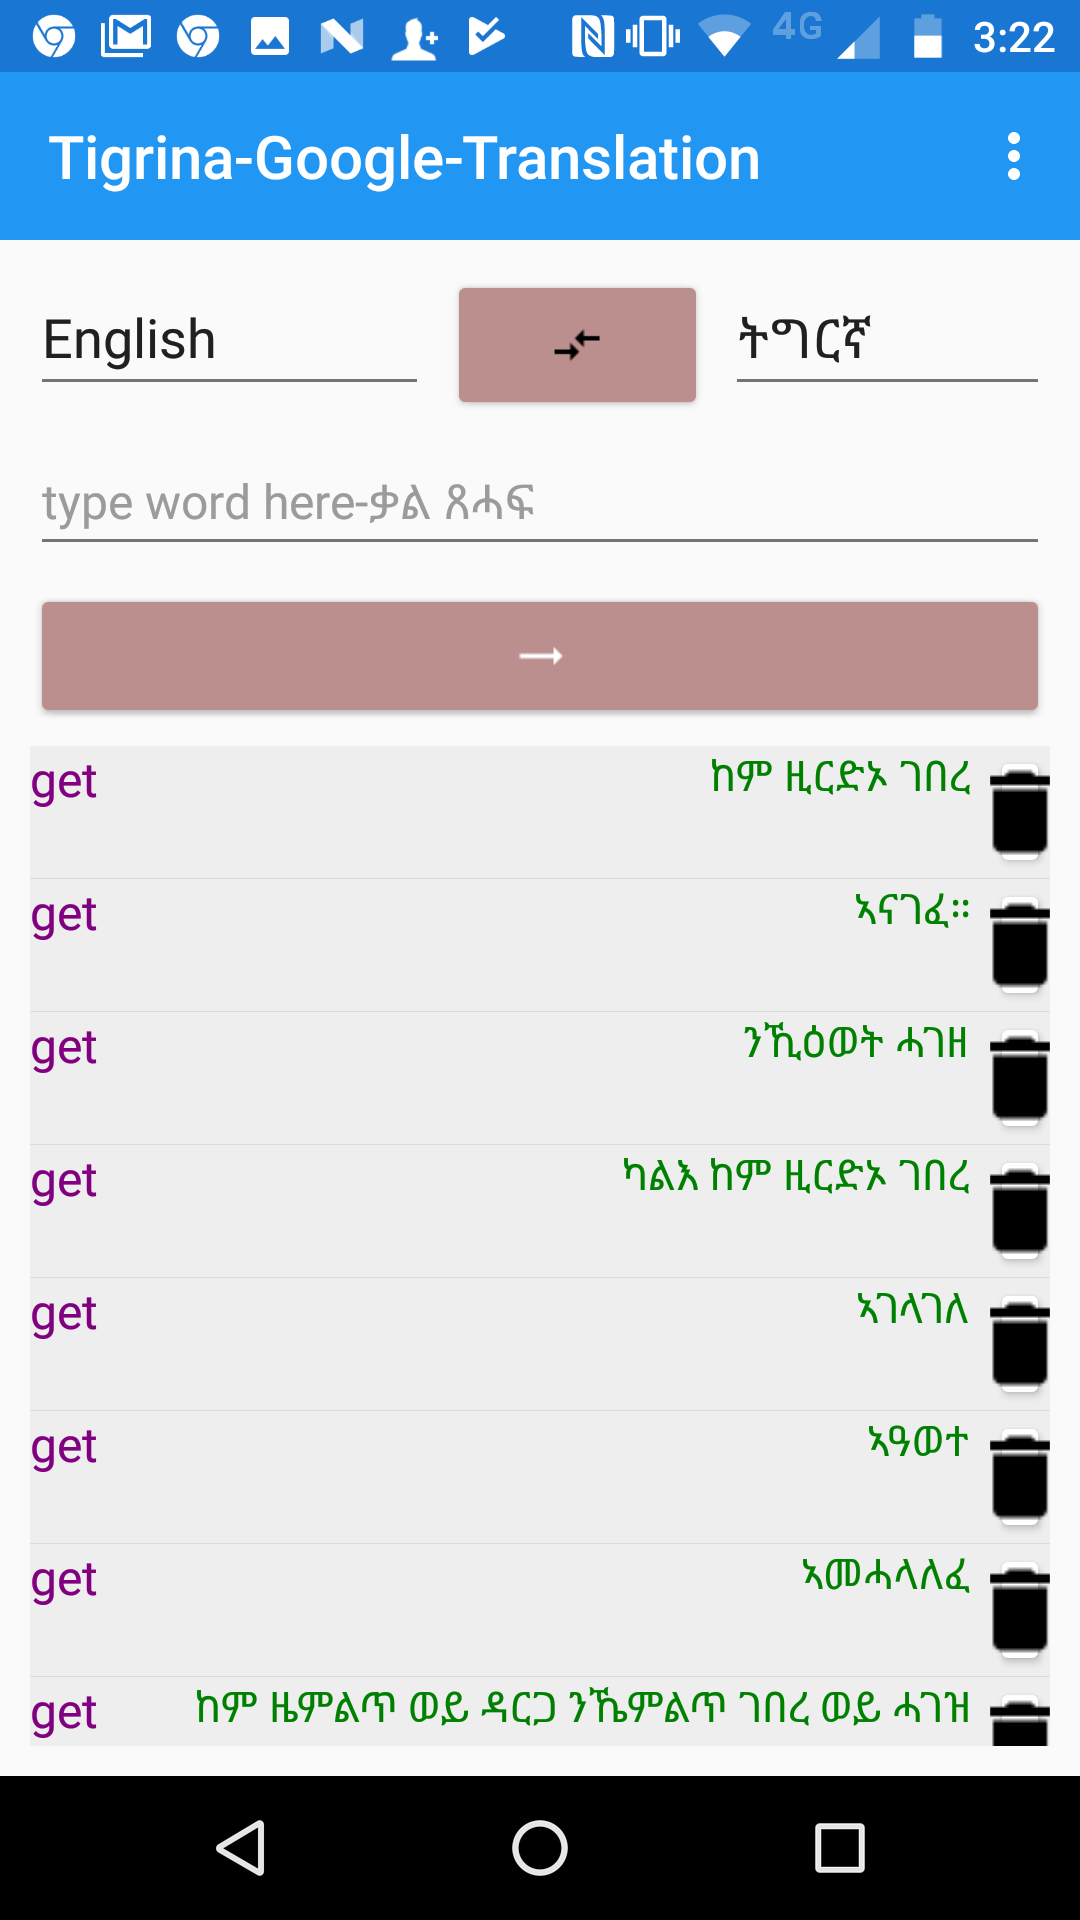 4G 3:22
Tigrina-Google-Translation
English ትግርኛ
type word here-ቃል ጸሓፍ
get ከም ዚርድኦ ገበረ
get ኣናገፈ።
get ንኺዕወት ሓገዘ
get ካልእ ከም ዚርድኦ ገበረ
get ኣገላገለ
get ኣዓወተ
get ኣመሓላለፈ
get ከም ዜምልጥ ወይ ዳርጋ ንኼምልጥ ገበረ ወይ ሓገዝ